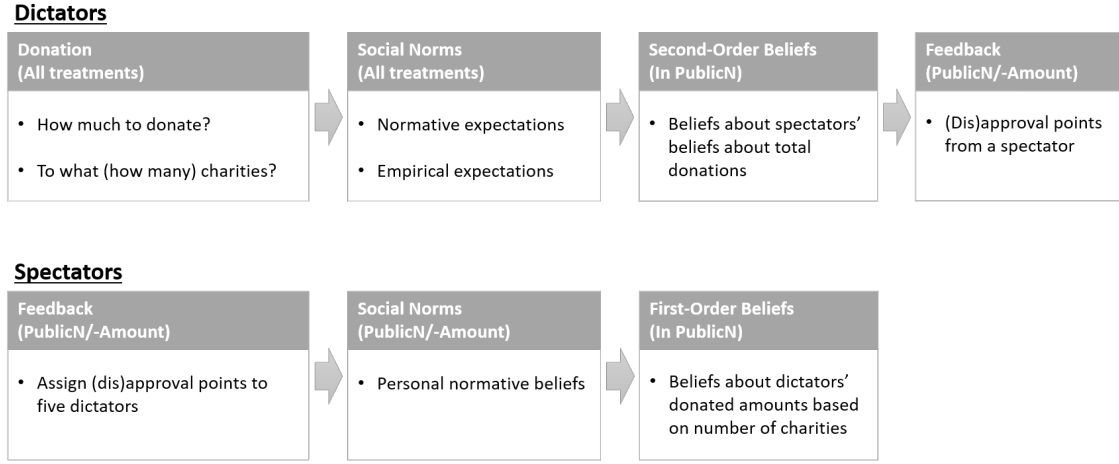 Dictators
Donation
(All treatments)
• How much to donate?
• To what (how many) charities?
Social Norms
(All treatments)
• Normative expectations
• Empirical expectations
Second-Order Beliefs
(In PublicN)
• Beliefs about spectators’
beliefs about total
donations
Feedback
(PublicN/-Amount)
• (Dis)approval points
from a spectator
Spectators
Feedback
(PublicN/-Amount)
• Assign (dis)approval points to
five dictators
Social Norms
(PublicN/-Amount)
• Personal normative beliefs
First-Order Beliefs
(In PublicN)
• Beliefs about dictators’
donated amounts based
on number of charities